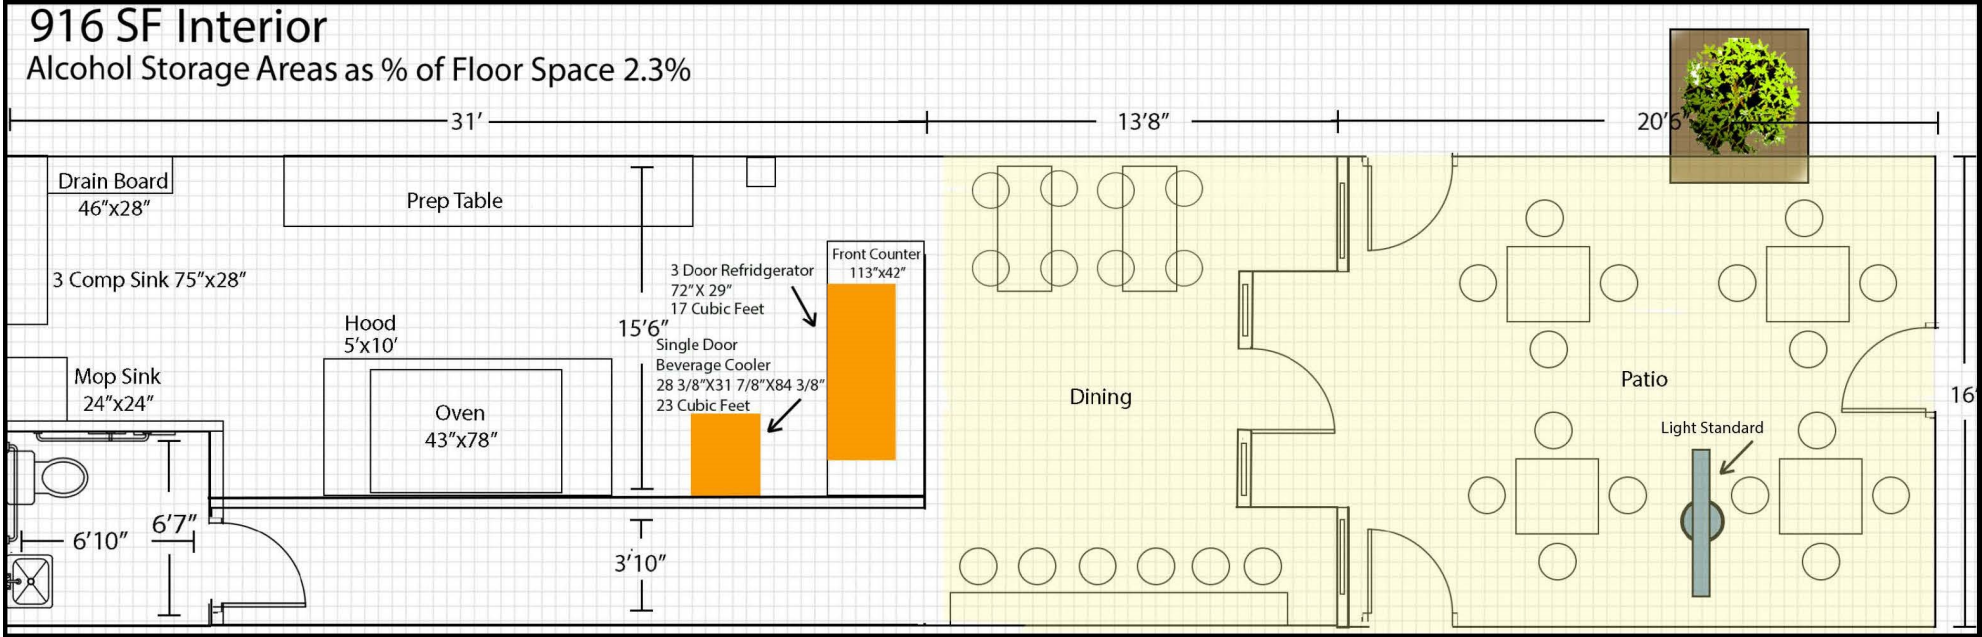 916 SF Interior
Alcohol Storage Areas as % of Floor Space 2.3%
31’
13’8”
20’6”
Drain Board
46”x28”
Prep Table
3 Comp Sink 75”x28”
Hood
5’x10’
15’6”
3 Door Refridgerator
72”X 29”
17 Cubic Feet
Front Counter
113”x42”
Single Door
Beverage Cooler
28 3/8”X31 7/8”X84 3/8”
23 Cubic Feet
Mop Sink
24”x24”
Oven
43”x78”
Dining
Patio
16’
Light Standard
6’7”
6’10”
3’10”